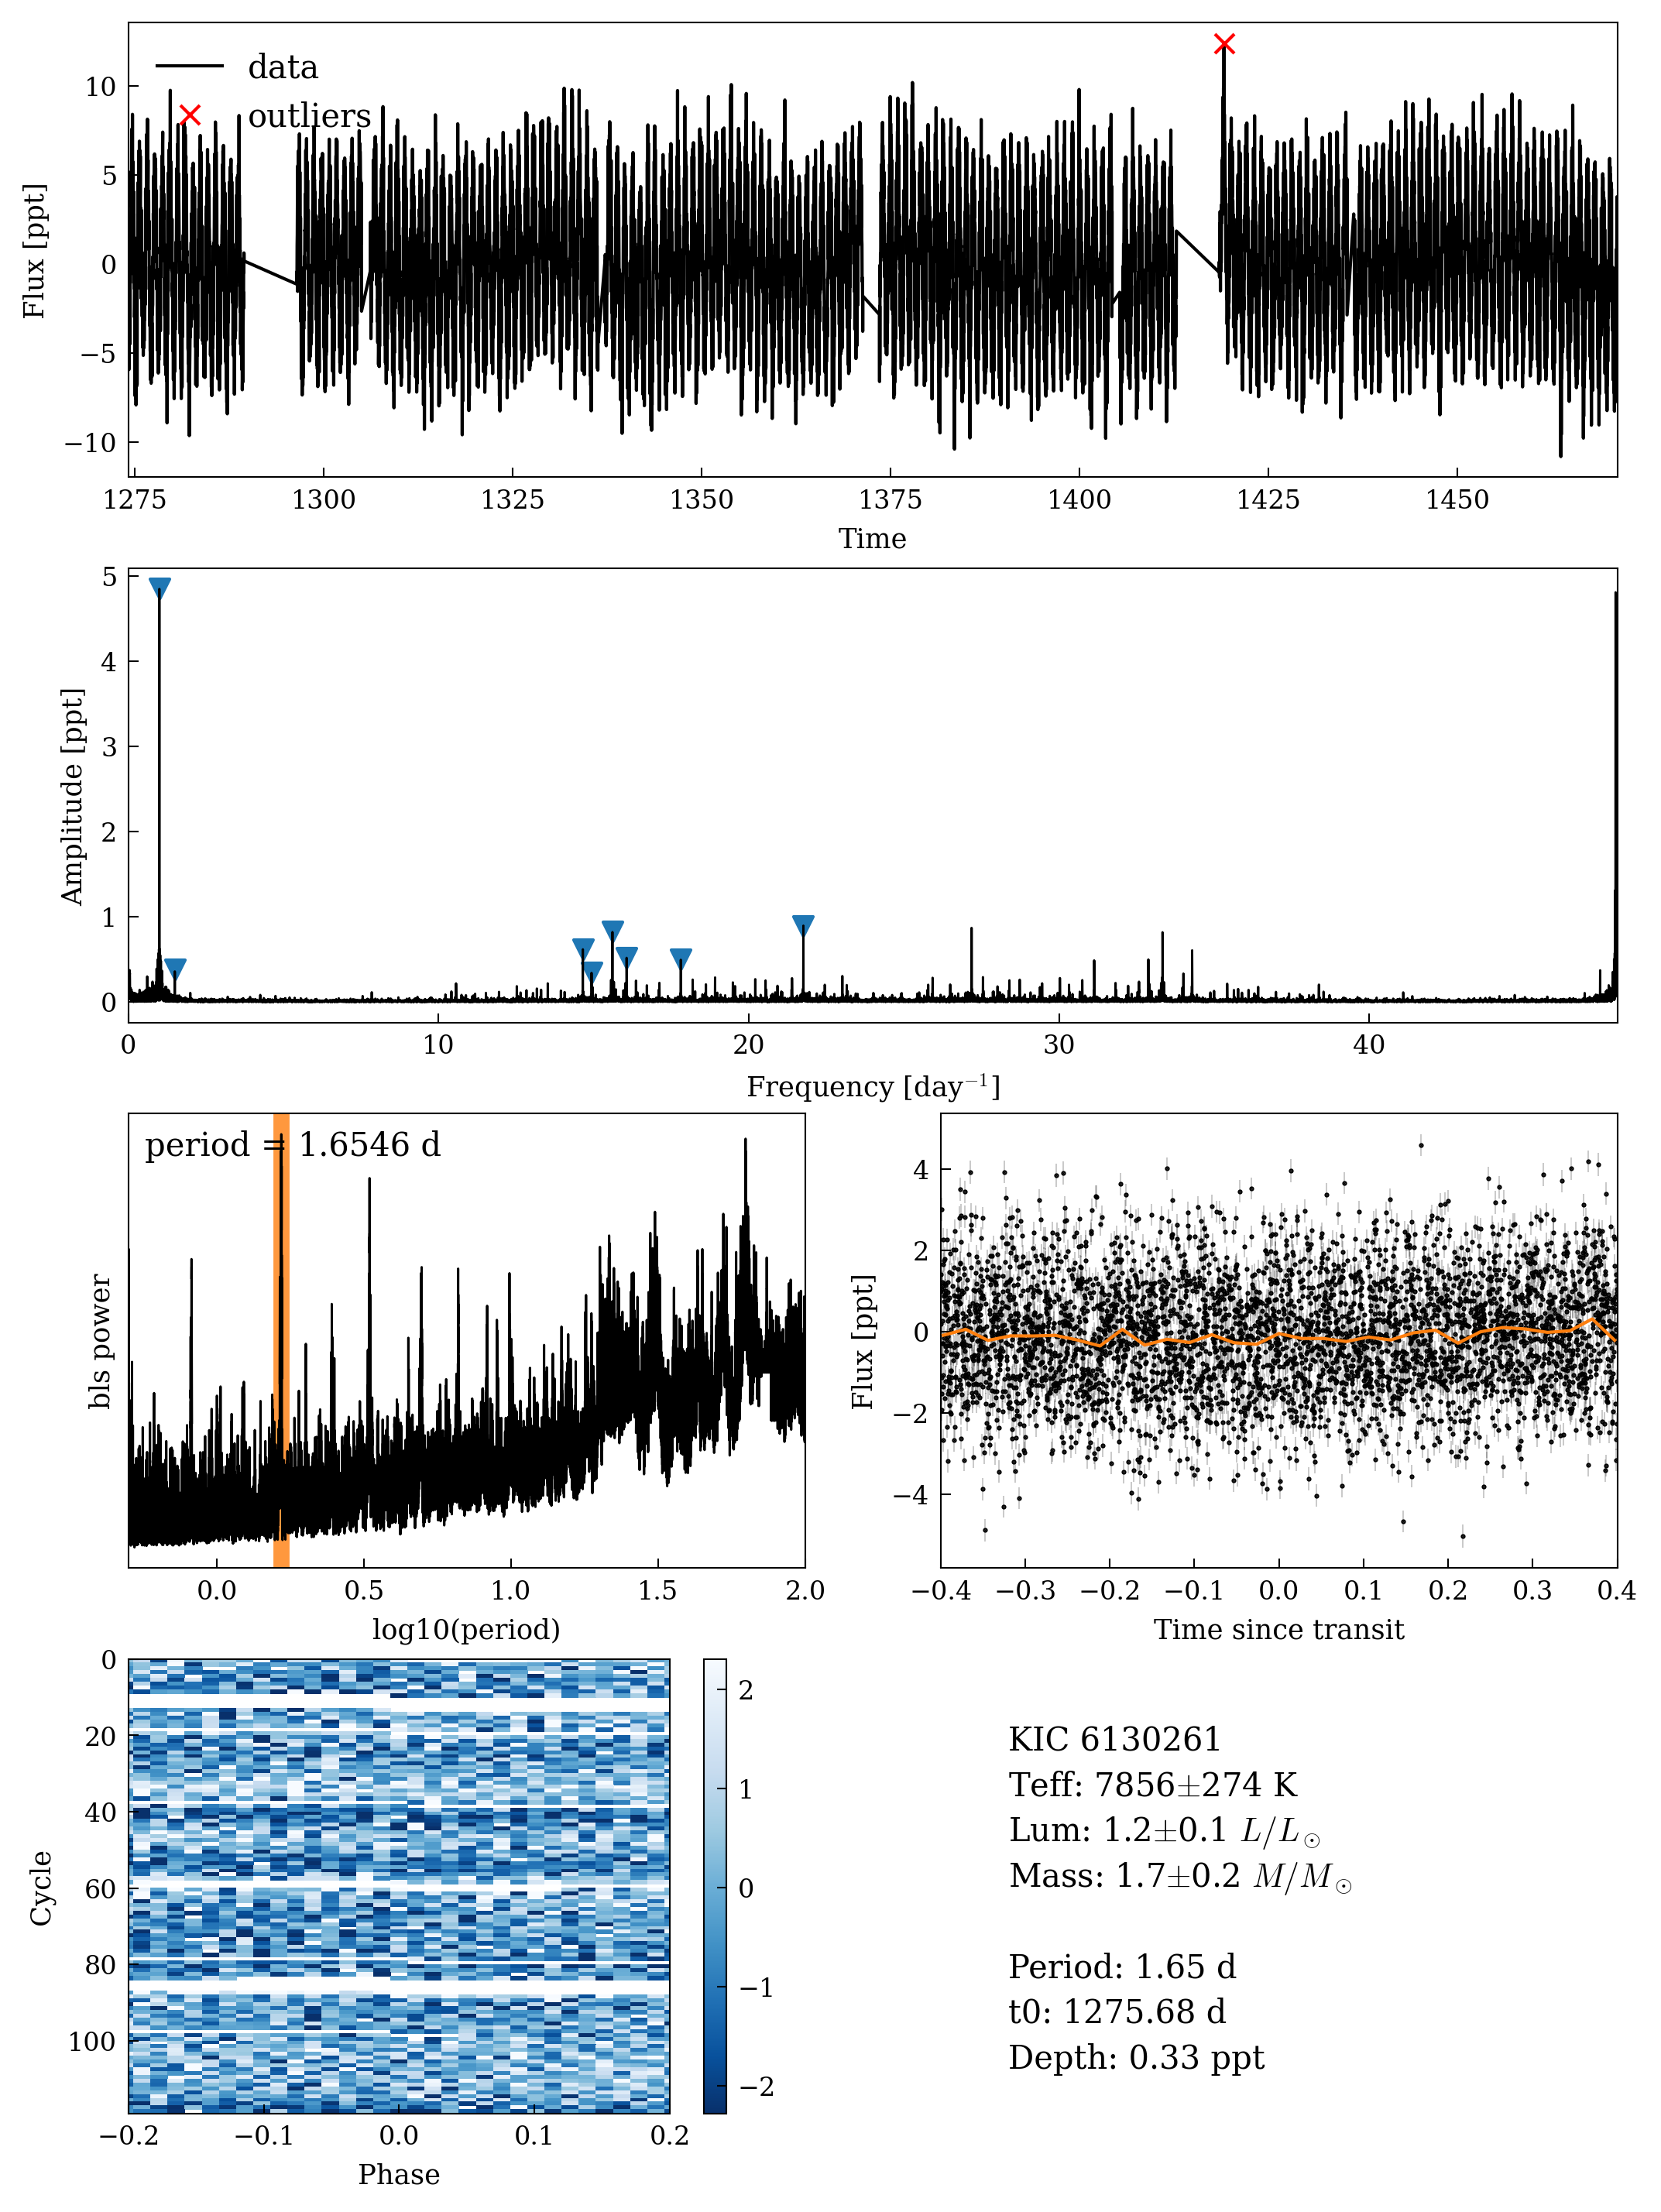 data
outliers
10
5
0
−5
−10
Flux [ppt]
1275 1300 1325 1350 1375 1400 1425 1450
Time
5
4
3
2
1
0
Amplitude [ppt]
0 10 20 30 40
Frequency [day⁻¹]
period = 1.6546 d
bls power
0.0 0.5 1.0 1.5 2.0
log10(period)
4
2
0
−2
−4
Flux [ppt]
−0.4 −0.3 −0.2 −0.1 0.0 0.1 0.2 0.3 0.4
Time since transit
0
20
40
60
80
100
Cycle
−0.2 −0.1 0.0 0.1 0.2
Phase
2
1
0
−1
−2
KIC 6130261
Teff: 7856±274 K
Lum: 1.2±0.1 L/L☉
Mass: 1.7±0.2 M/M☉
Period: 1.65 d
t0: 1275.68 d
Depth: 0.33 ppt